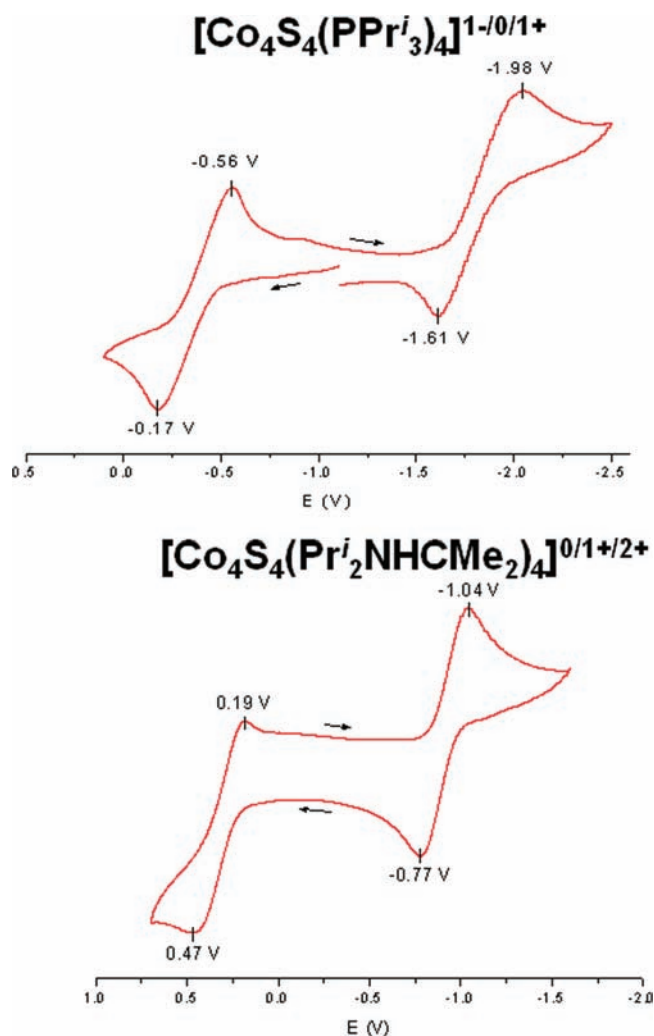 [Co₄S₄(PPrⁱ₃)₄]¹⁻/⁰/¹⁺
-1.98 V
-0.56 V
-1.61 V
-0.17 V
0.5 0.0 -0.5 -1.0 -1.5 -2.0 -2.5
E (V)
[Co₄S₄(Prⁱ₂NHCMe₂)₄]⁰/¹⁺/²⁺
-1.04 V
0.19 V
-0.77 V
0.47 V
1.0 0.5 0.0 -0.5 -1.0 -1.5 -2.0
E (V)